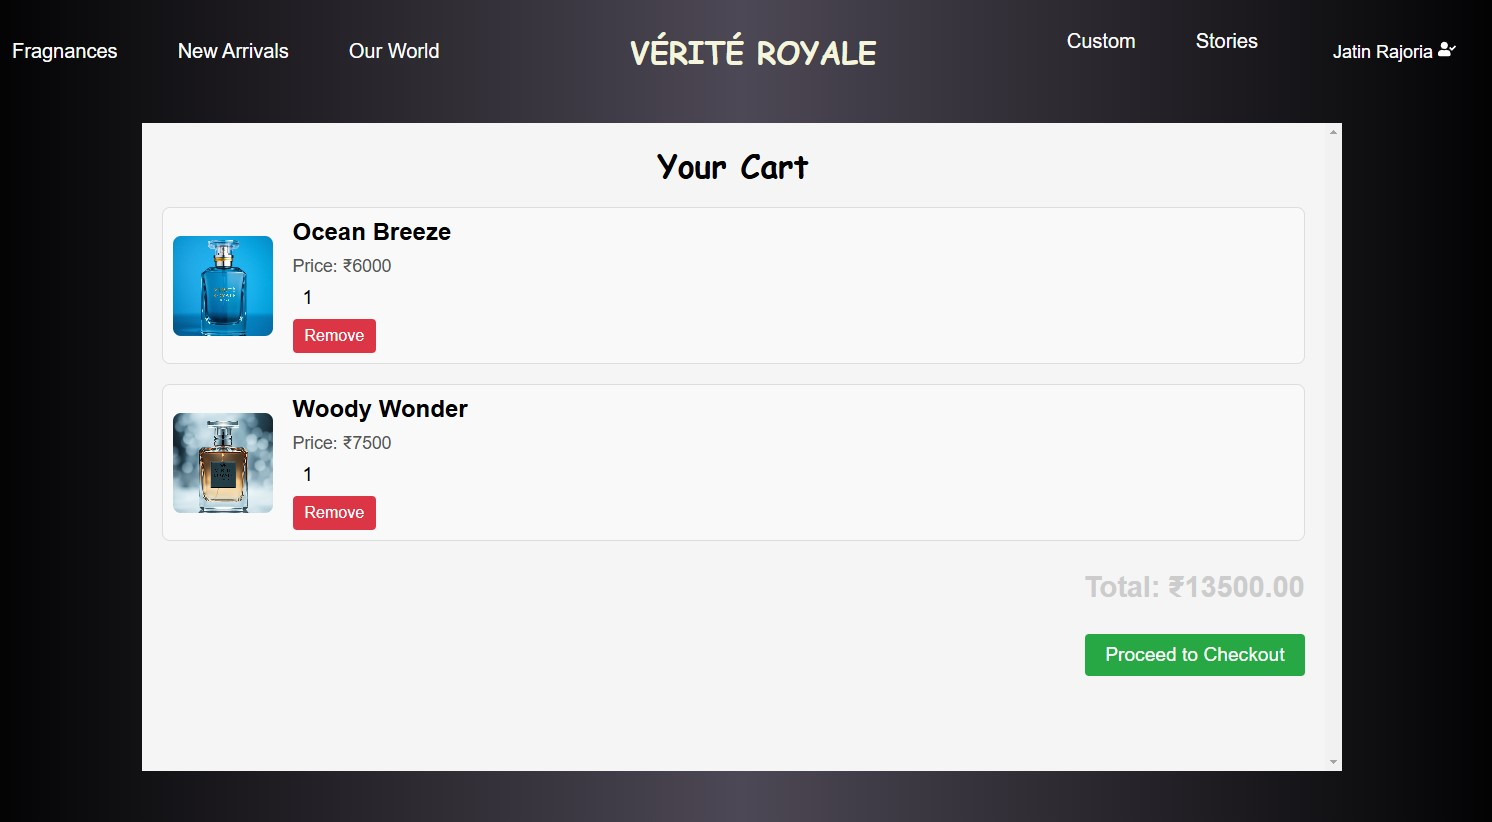 Fragnances New Arrivals Our World VÉRITÉ ROYALE Custom Stories Jatin Rajoria
Your Cart
Ocean Breeze
Price: ₹6000
1
Remove
Woody Wonder
Price: ₹7500
1
Remove
Total: ₹13500.00
Proceed to Checkout